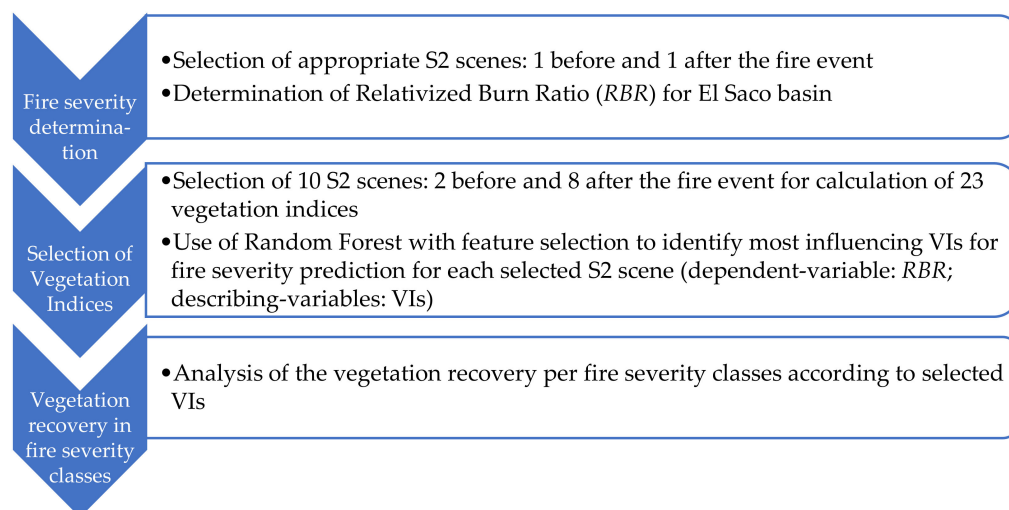 Fire severity
determina-
tion
•Selection of appropriate S2 scenes: 1 before and 1 after the fire event
•Determination of Relativized Burn Ratio (RBR) for El Saco basin
Selection of
Vegetation
Indices
•Selection of 10 S2 scenes: 2 before and 8 after the fire event for calculation of 23
vegetation indices
•Use of Random Forest with feature selection to identify most influencing VIs for
fire severity prediction for each selected S2 scene (dependent-variable: RBR;
describing-variables: VIs)
Vegetation
recovery in
fire severity
classes
•Analysis of the vegetation recovery per fire severity classes according to selected
VIs